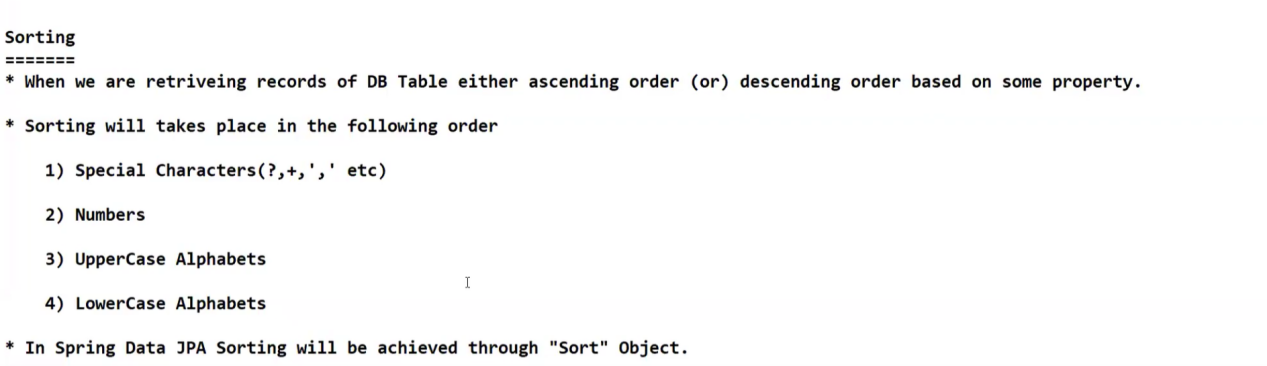 Sorting
=======
* When we are retriveing records of DB Table either ascending order (or) descending order based on some property.
* Sorting will takes place in the following order
1) Special Characters(?,+,',' etc)
2) Numbers
3) UpperCase Alphabets
4) LowerCase Alphabets
* In Spring Data JPA Sorting will be achieved through "Sort" Object.